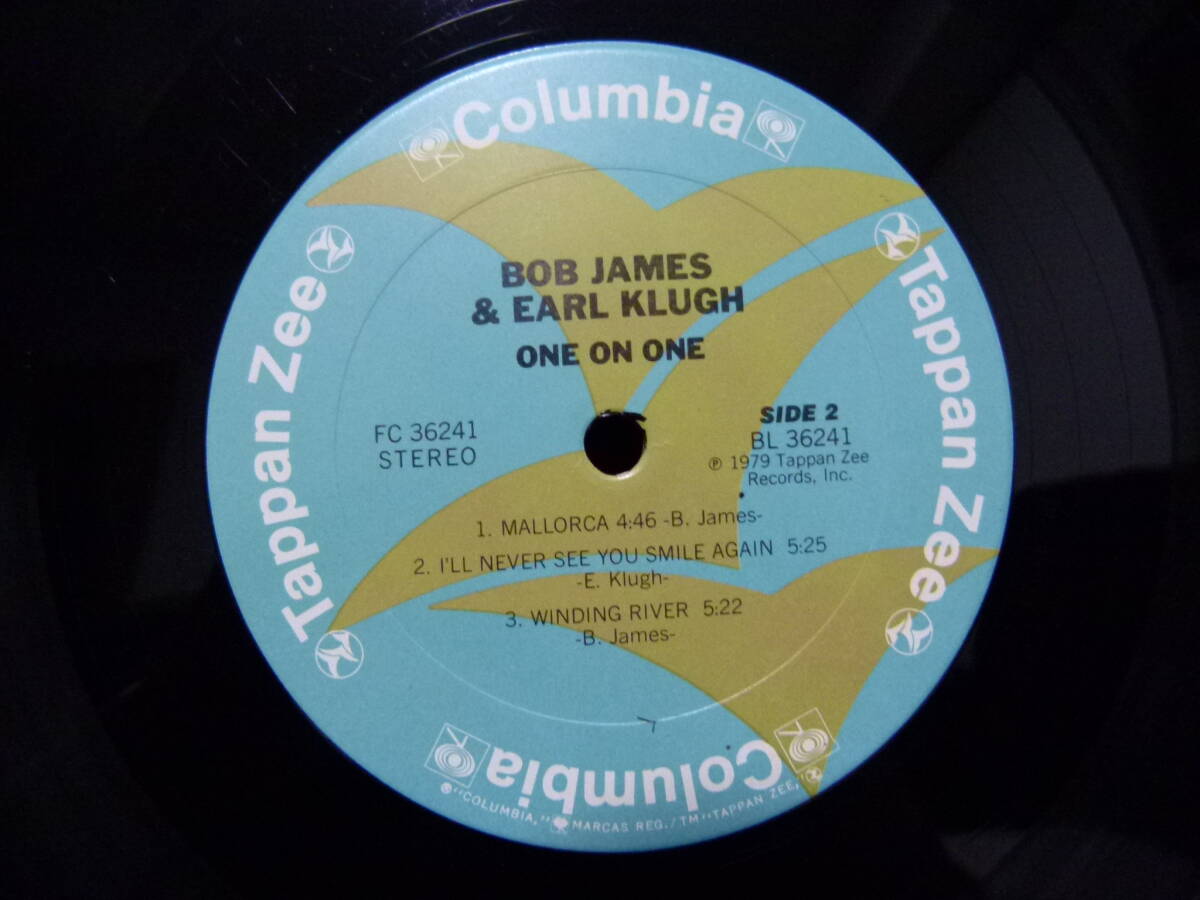 Columbia
Tappan Zee
Tappan Zee
BOB JAMES
& EARL KLUGH
ONE ON ONE
FC 36241
STEREO
SIDE 2
BL 36241
℗ 1979 Tappan Zee
Records, Inc.
1. MALLORCA 4:46 -B. James-
2. I'LL NEVER SEE YOU SMILE AGAIN 5:25
-E. Klugh-
3. WINDING RIVER 5:22
-B. James-
Columbia
®"COLUMBIA," MARCAS REG./TM "TAPPAN ZEE,"